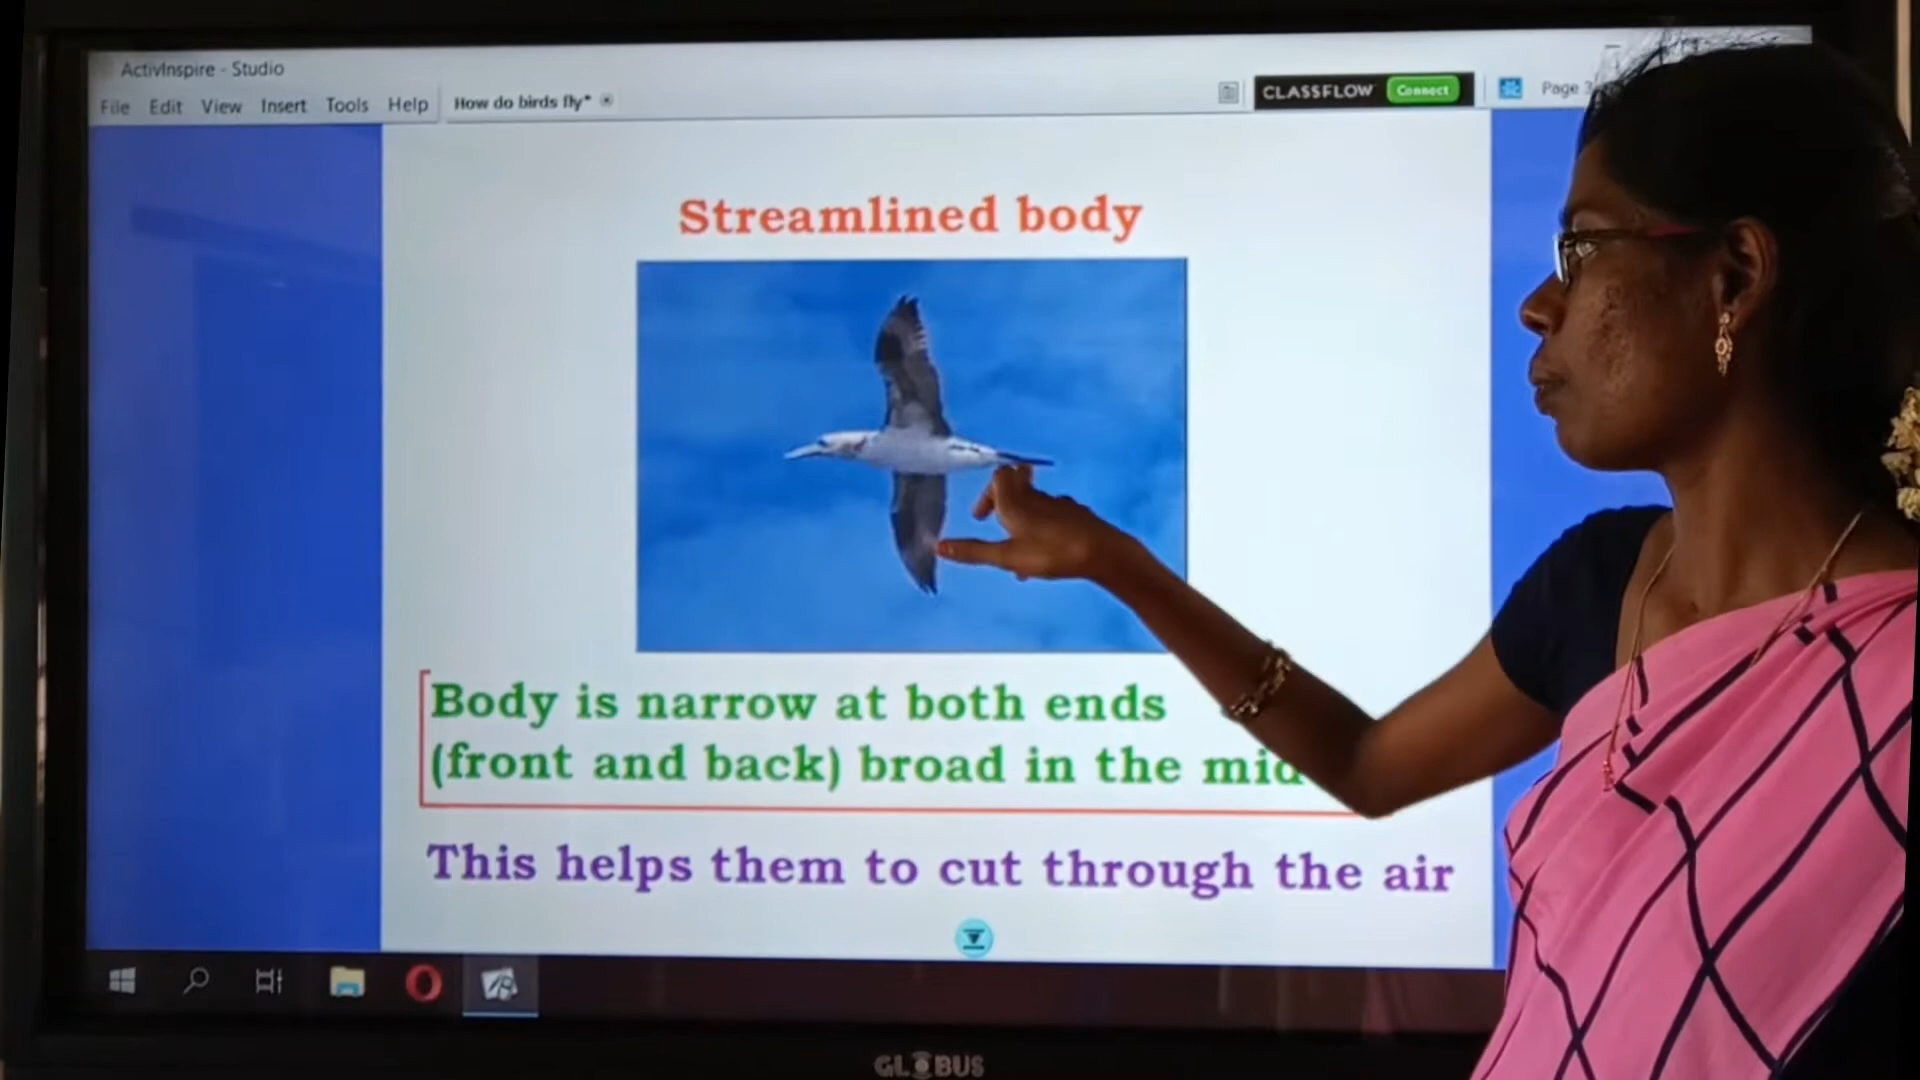 ActivInspire - Studio
File Edit View Insert Tools Help
How do birds fly*
CLASSFLOW Connect
Page 3
Streamlined body
Body is narrow at both ends
(front and back) broad in the mid
This helps them to cut through the air
GLOBUS